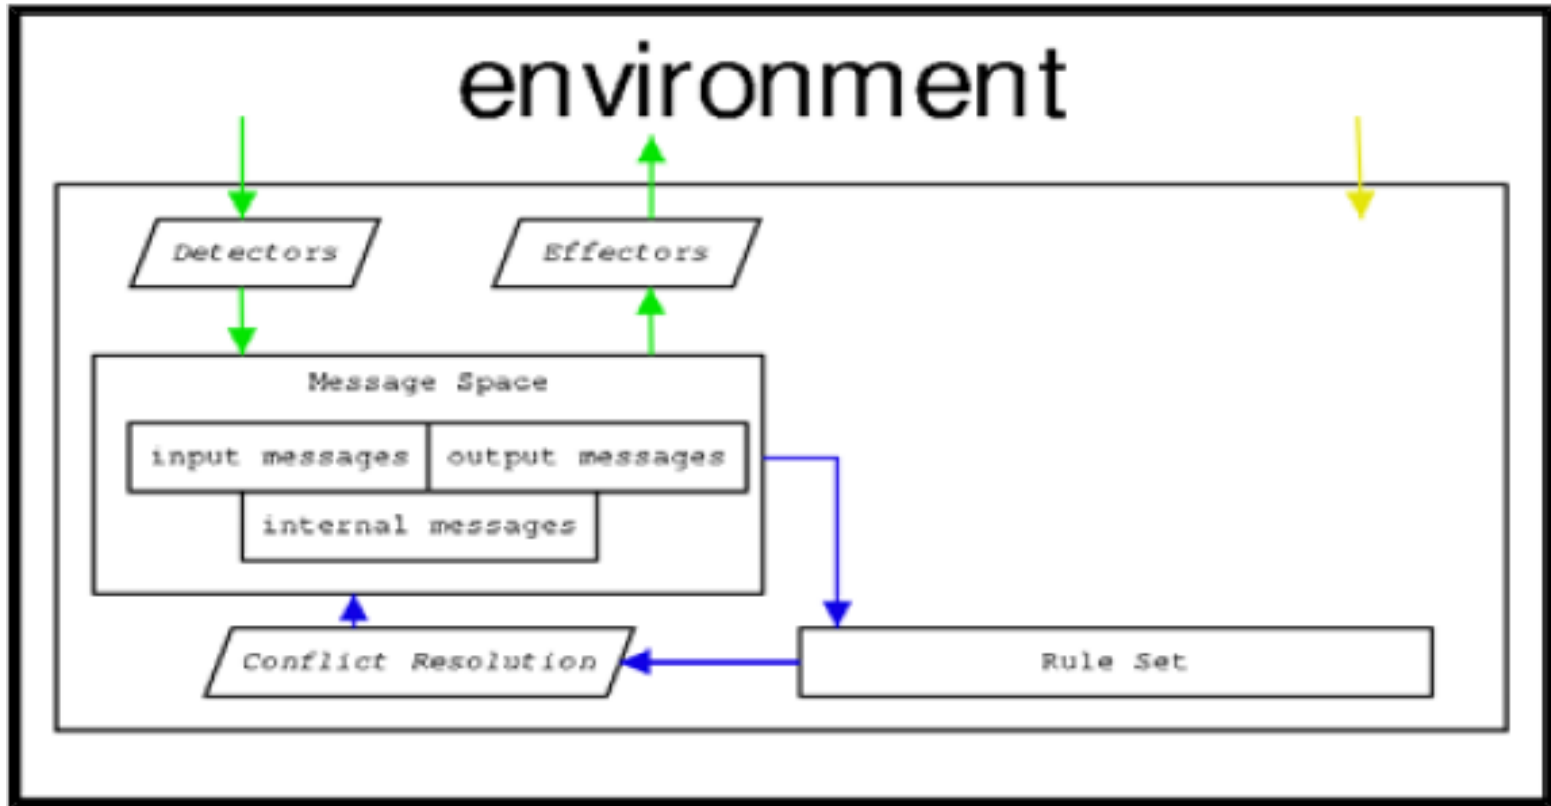 environment
Detectors
Effectors
Message Space
input messages
output messages
internal messages
Conflict Resolution
Rule Set